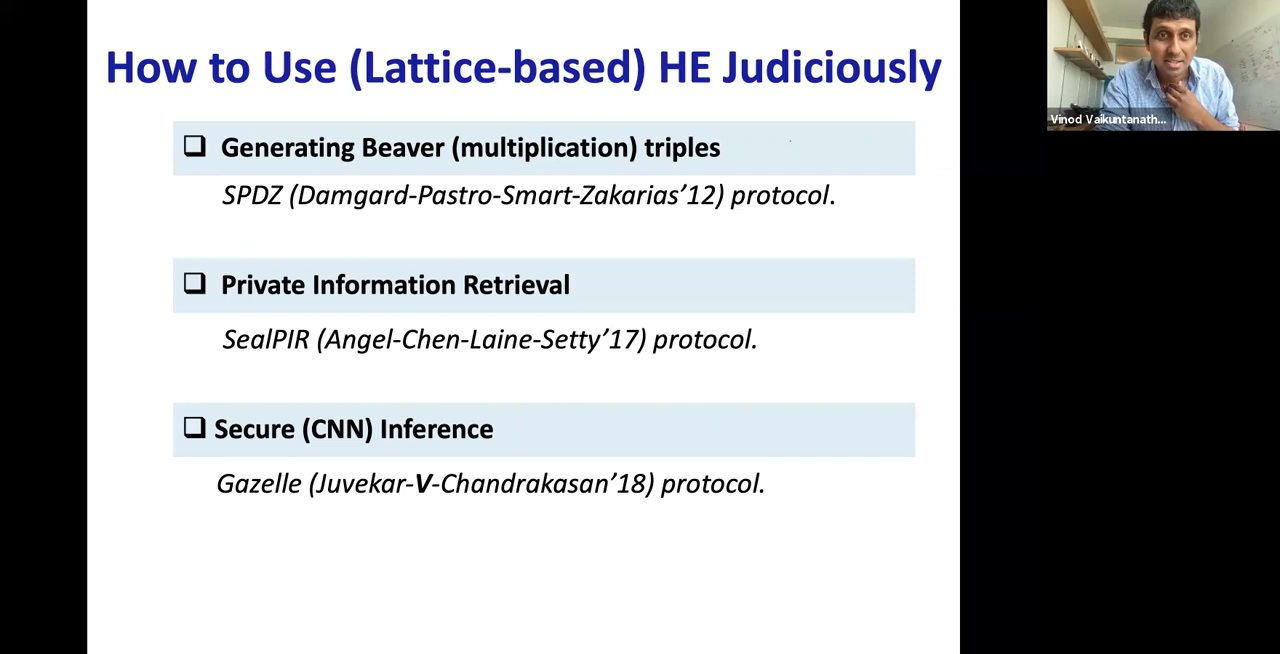 How to Use (Lattice-based) HE Judiciously
❑ Generating Beaver (multiplication) triples
SPDZ (Damgard-Pastro-Smart-Zakarias’12) protocol.
❑ Private Information Retrieval
SealPIR (Angel-Chen-Laine-Setty’17) protocol.
❑ Secure (CNN) Inference
Gazelle (Juvekar-V-Chandrakasan’18) protocol.
Vinod Vaikuntanath...